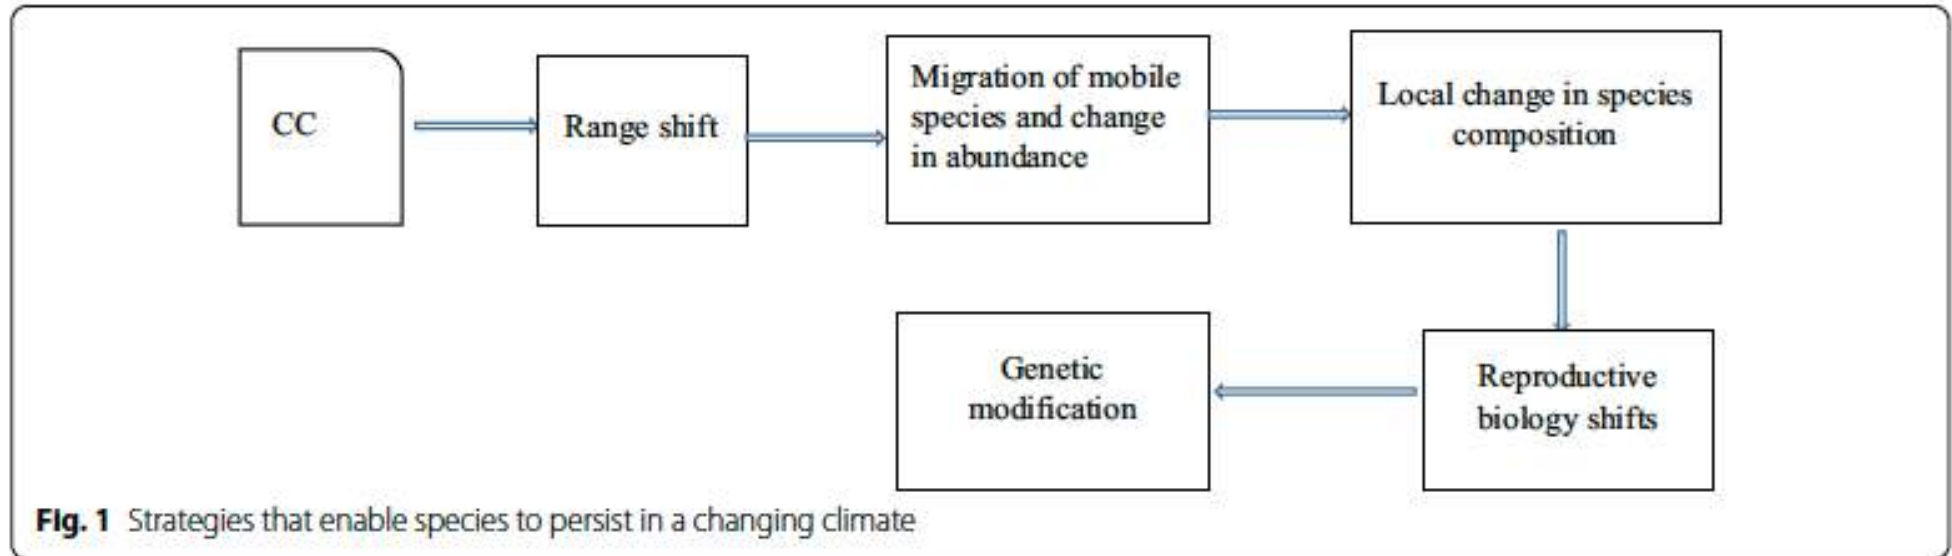 CC
Range shift
Migration of mobile
species and change
in abundance
Local change in species
composition
Reproductive
biology shifts
Genetic
modification
Fig. 1 Strategies that enable species to persist in a changing climate